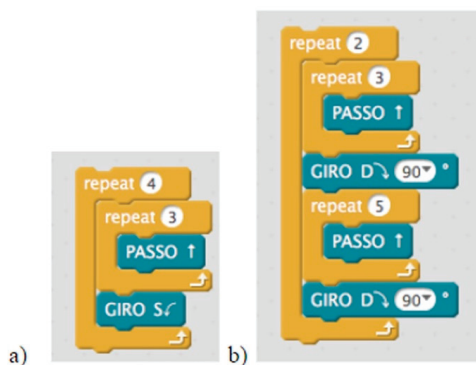 repeat 4
repeat 3
PASSO ↑
GIRO S↙
a)
repeat 2
repeat 3
PASSO ↑
GIRO D↘ 90 °
repeat 5
PASSO ↑
GIRO D↘ 90 °
b)